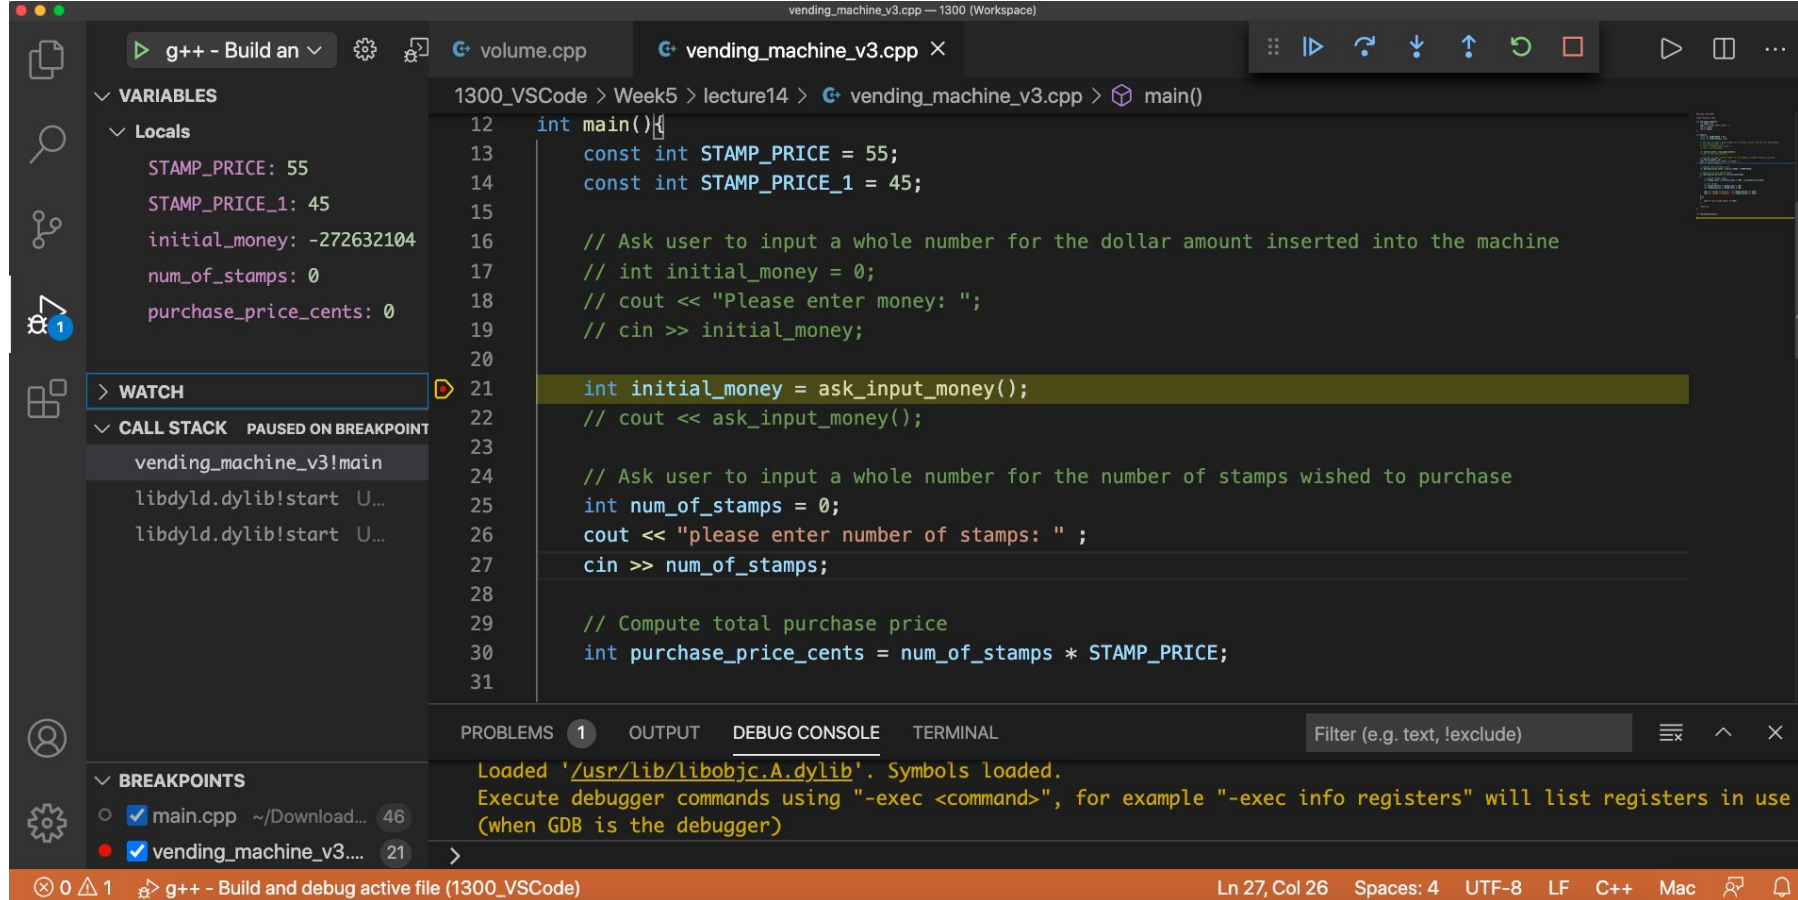 vending_machine_v3.cpp — 1300 (Workspace)
g++ - Build an
volume.cpp
vending_machine_v3.cpp
VARIABLES
Locals
STAMP_PRICE: 55
STAMP_PRICE_1: 45
initial_money: -272632104
num_of_stamps: 0
purchase_price_cents: 0
1
WATCH
CALL STACK PAUSED ON BREAKPOINT
vending_machine_v3!main
libdyld.dylib!start U...
libdyld.dylib!start U...
BREAKPOINTS
main.cpp ~/Download... 46
vending_machine_v3.... 21
1300_VSCode > Week5 > lecture14 > vending_machine_v3.cpp > main()
12 int main(){
13 const int STAMP_PRICE = 55;
14 const int STAMP_PRICE_1 = 45;
15
16 // Ask user to input a whole number for the dollar amount inserted into the machine
17 // int initial_money = 0;
18 // cout << "Please enter money: ";
19 // cin >> initial_money;
20
21 int initial_money = ask_input_money();
22 // cout << ask_input_money();
23
24 // Ask user to input a whole number for the number of stamps wished to purchase
25 int num_of_stamps = 0;
26 cout << "please enter number of stamps: " ;
27 cin >> num_of_stamps;
28
29 // Compute total purchase price
30 int purchase_price_cents = num_of_stamps * STAMP_PRICE;
31
PROBLEMS 1 OUTPUT DEBUG CONSOLE TERMINAL
Filter (e.g. text, !exclude)
Loaded '/usr/lib/libobjc.A.dylib'. Symbols loaded.
Execute debugger commands using "-exec <command>", for example "-exec info registers" will list registers in use
(when GDB is the debugger)
>
0 1 g++ - Build and debug active file (1300_VSCode)
Ln 27, Col 26 Spaces: 4 UTF-8 LF C++ Mac